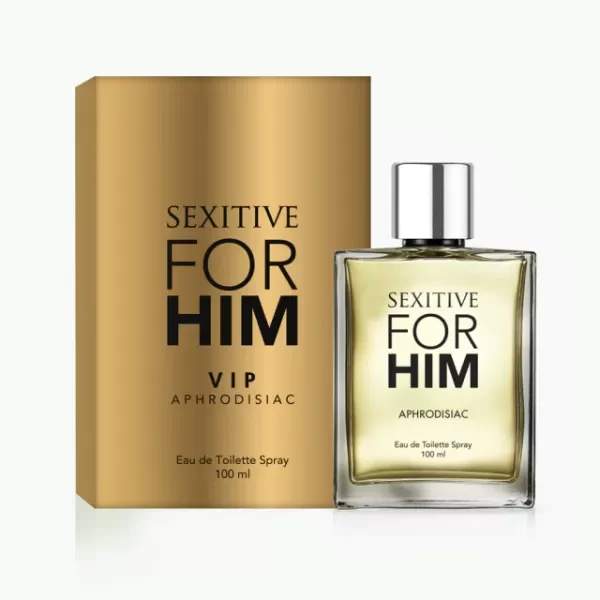 SEXITIVE
FOR
HIM
VIP
APHRODISIAC
Eau de Toilette Spray
100 ml
SEXITIVE
FOR
HIM
APHRODISIAC
Eau de Toilette Spray
100 ml